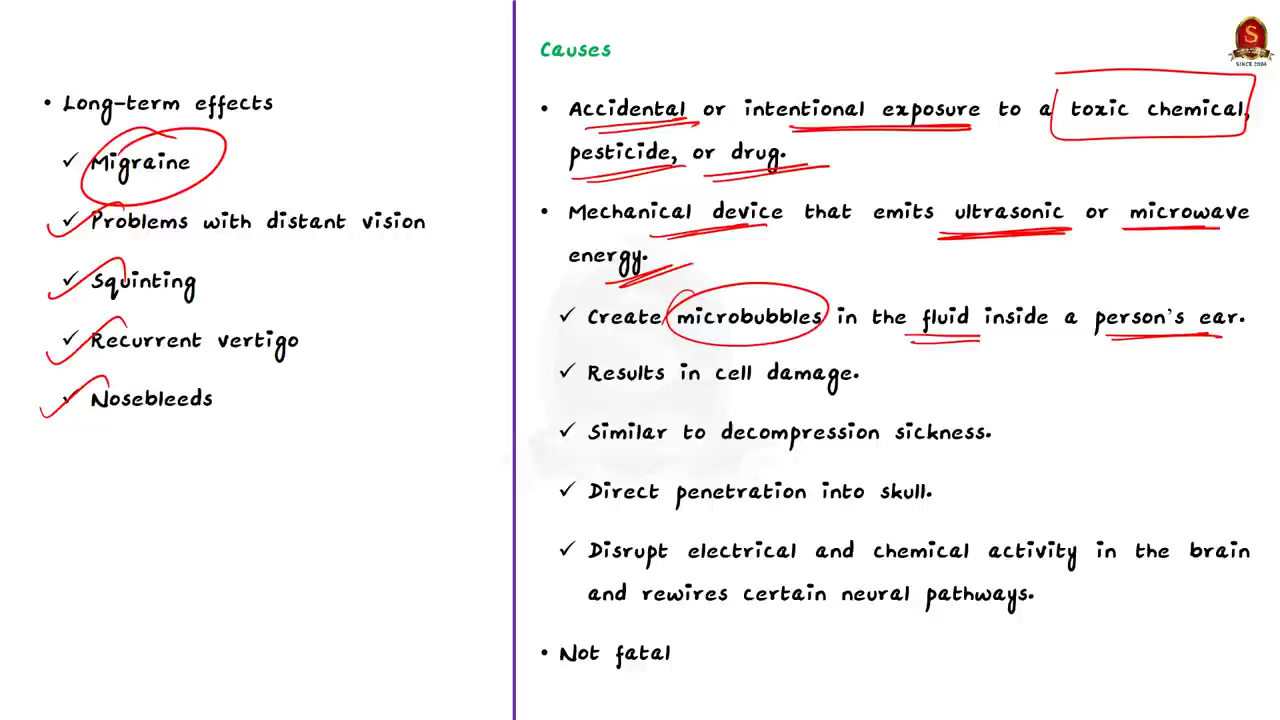 • Long-term effects
✓ Migraine
✓ Problems with distant vision
✓ Squinting
✓ Recurrent vertigo
✓ Nosebleeds
Causes
• Accidental or intentional exposure to a toxic chemical,
pesticide, or drug.
• Mechanical device that emits ultrasonic or microwave
energy.
✓ Create microbubbles in the fluid inside a person's ear.
✓ Results in cell damage.
✓ Similar to decompression sickness.
✓ Direct penetration into skull.
✓ Disrupt electrical and chemical activity in the brain
and rewires certain neural pathways.
• Not fatal
S
SINCE 2004